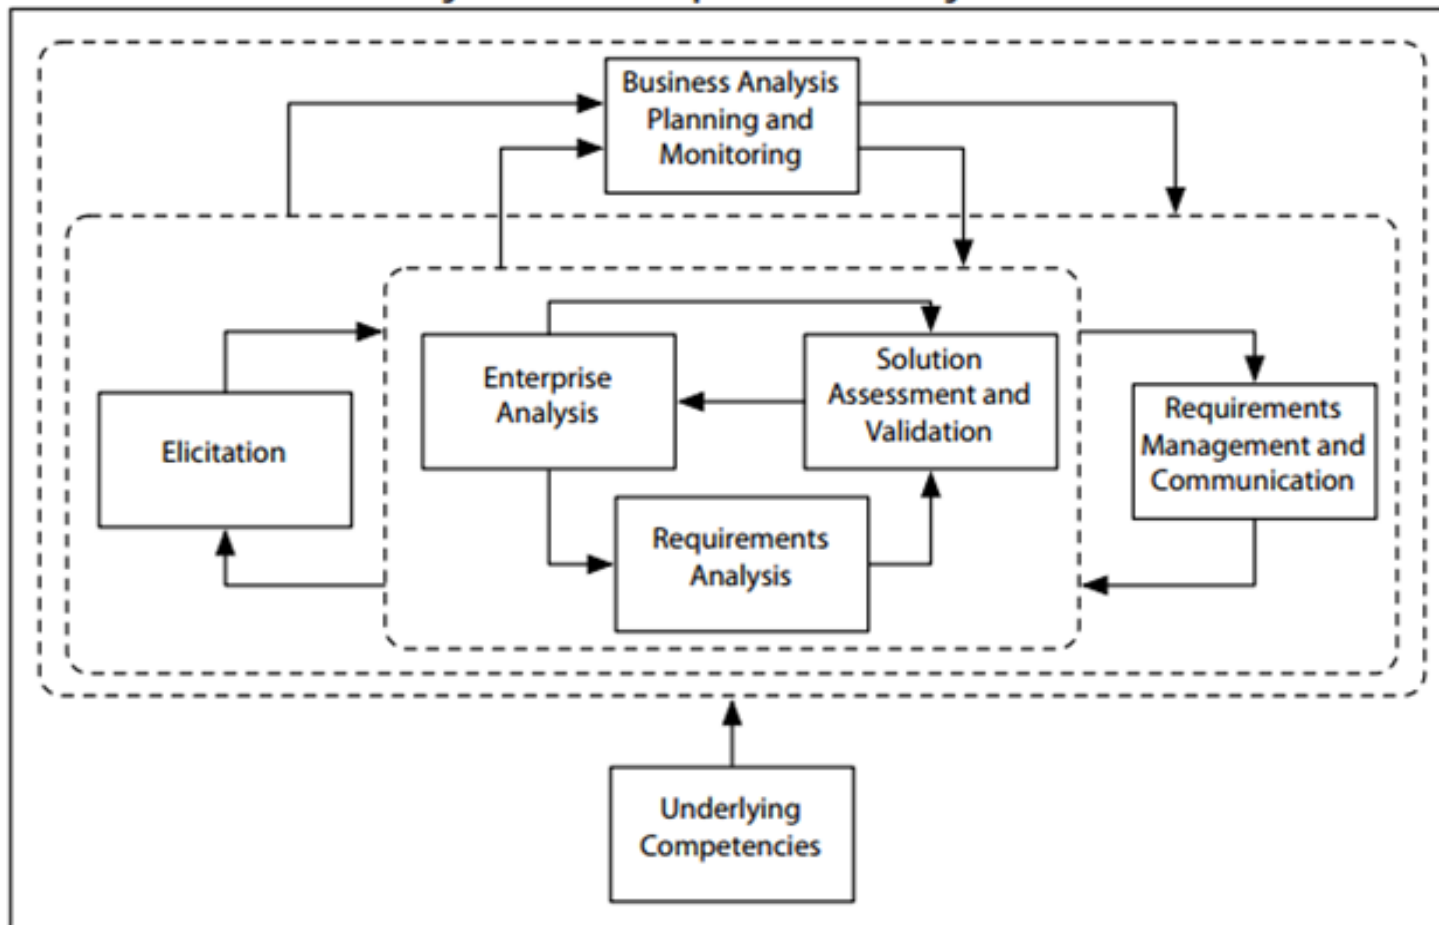 Business Analysis
Planning and
Monitoring
Enterprise
Analysis
Solution
Assessment and
Validation
Elicitation
Requirements
Management and
Communication
Requirements
Analysis
Underlying
Competencies